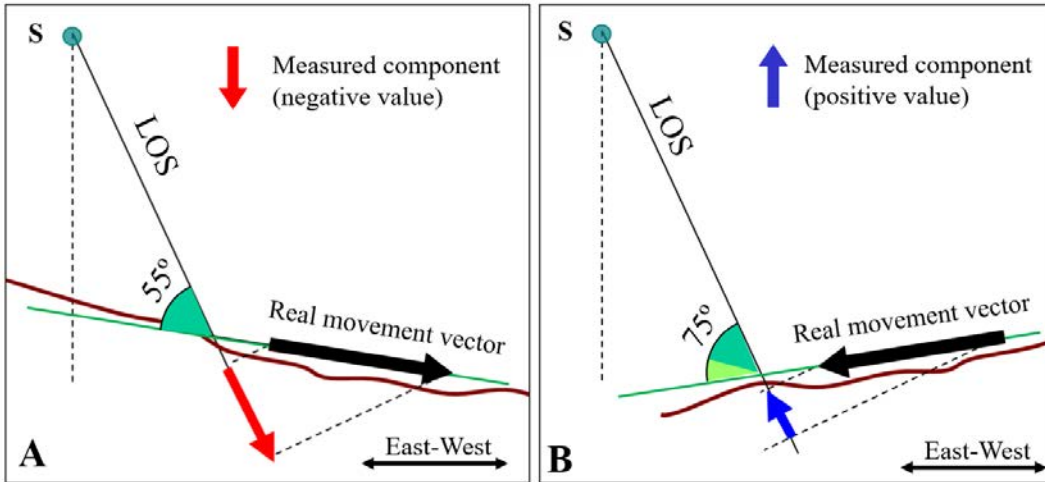 S
Measured component
(negative value)
LOS
55º
Real movement vector
A
East-West
S
Measured component
(positive value)
LOS
75º
Real movement vector
B
East-West